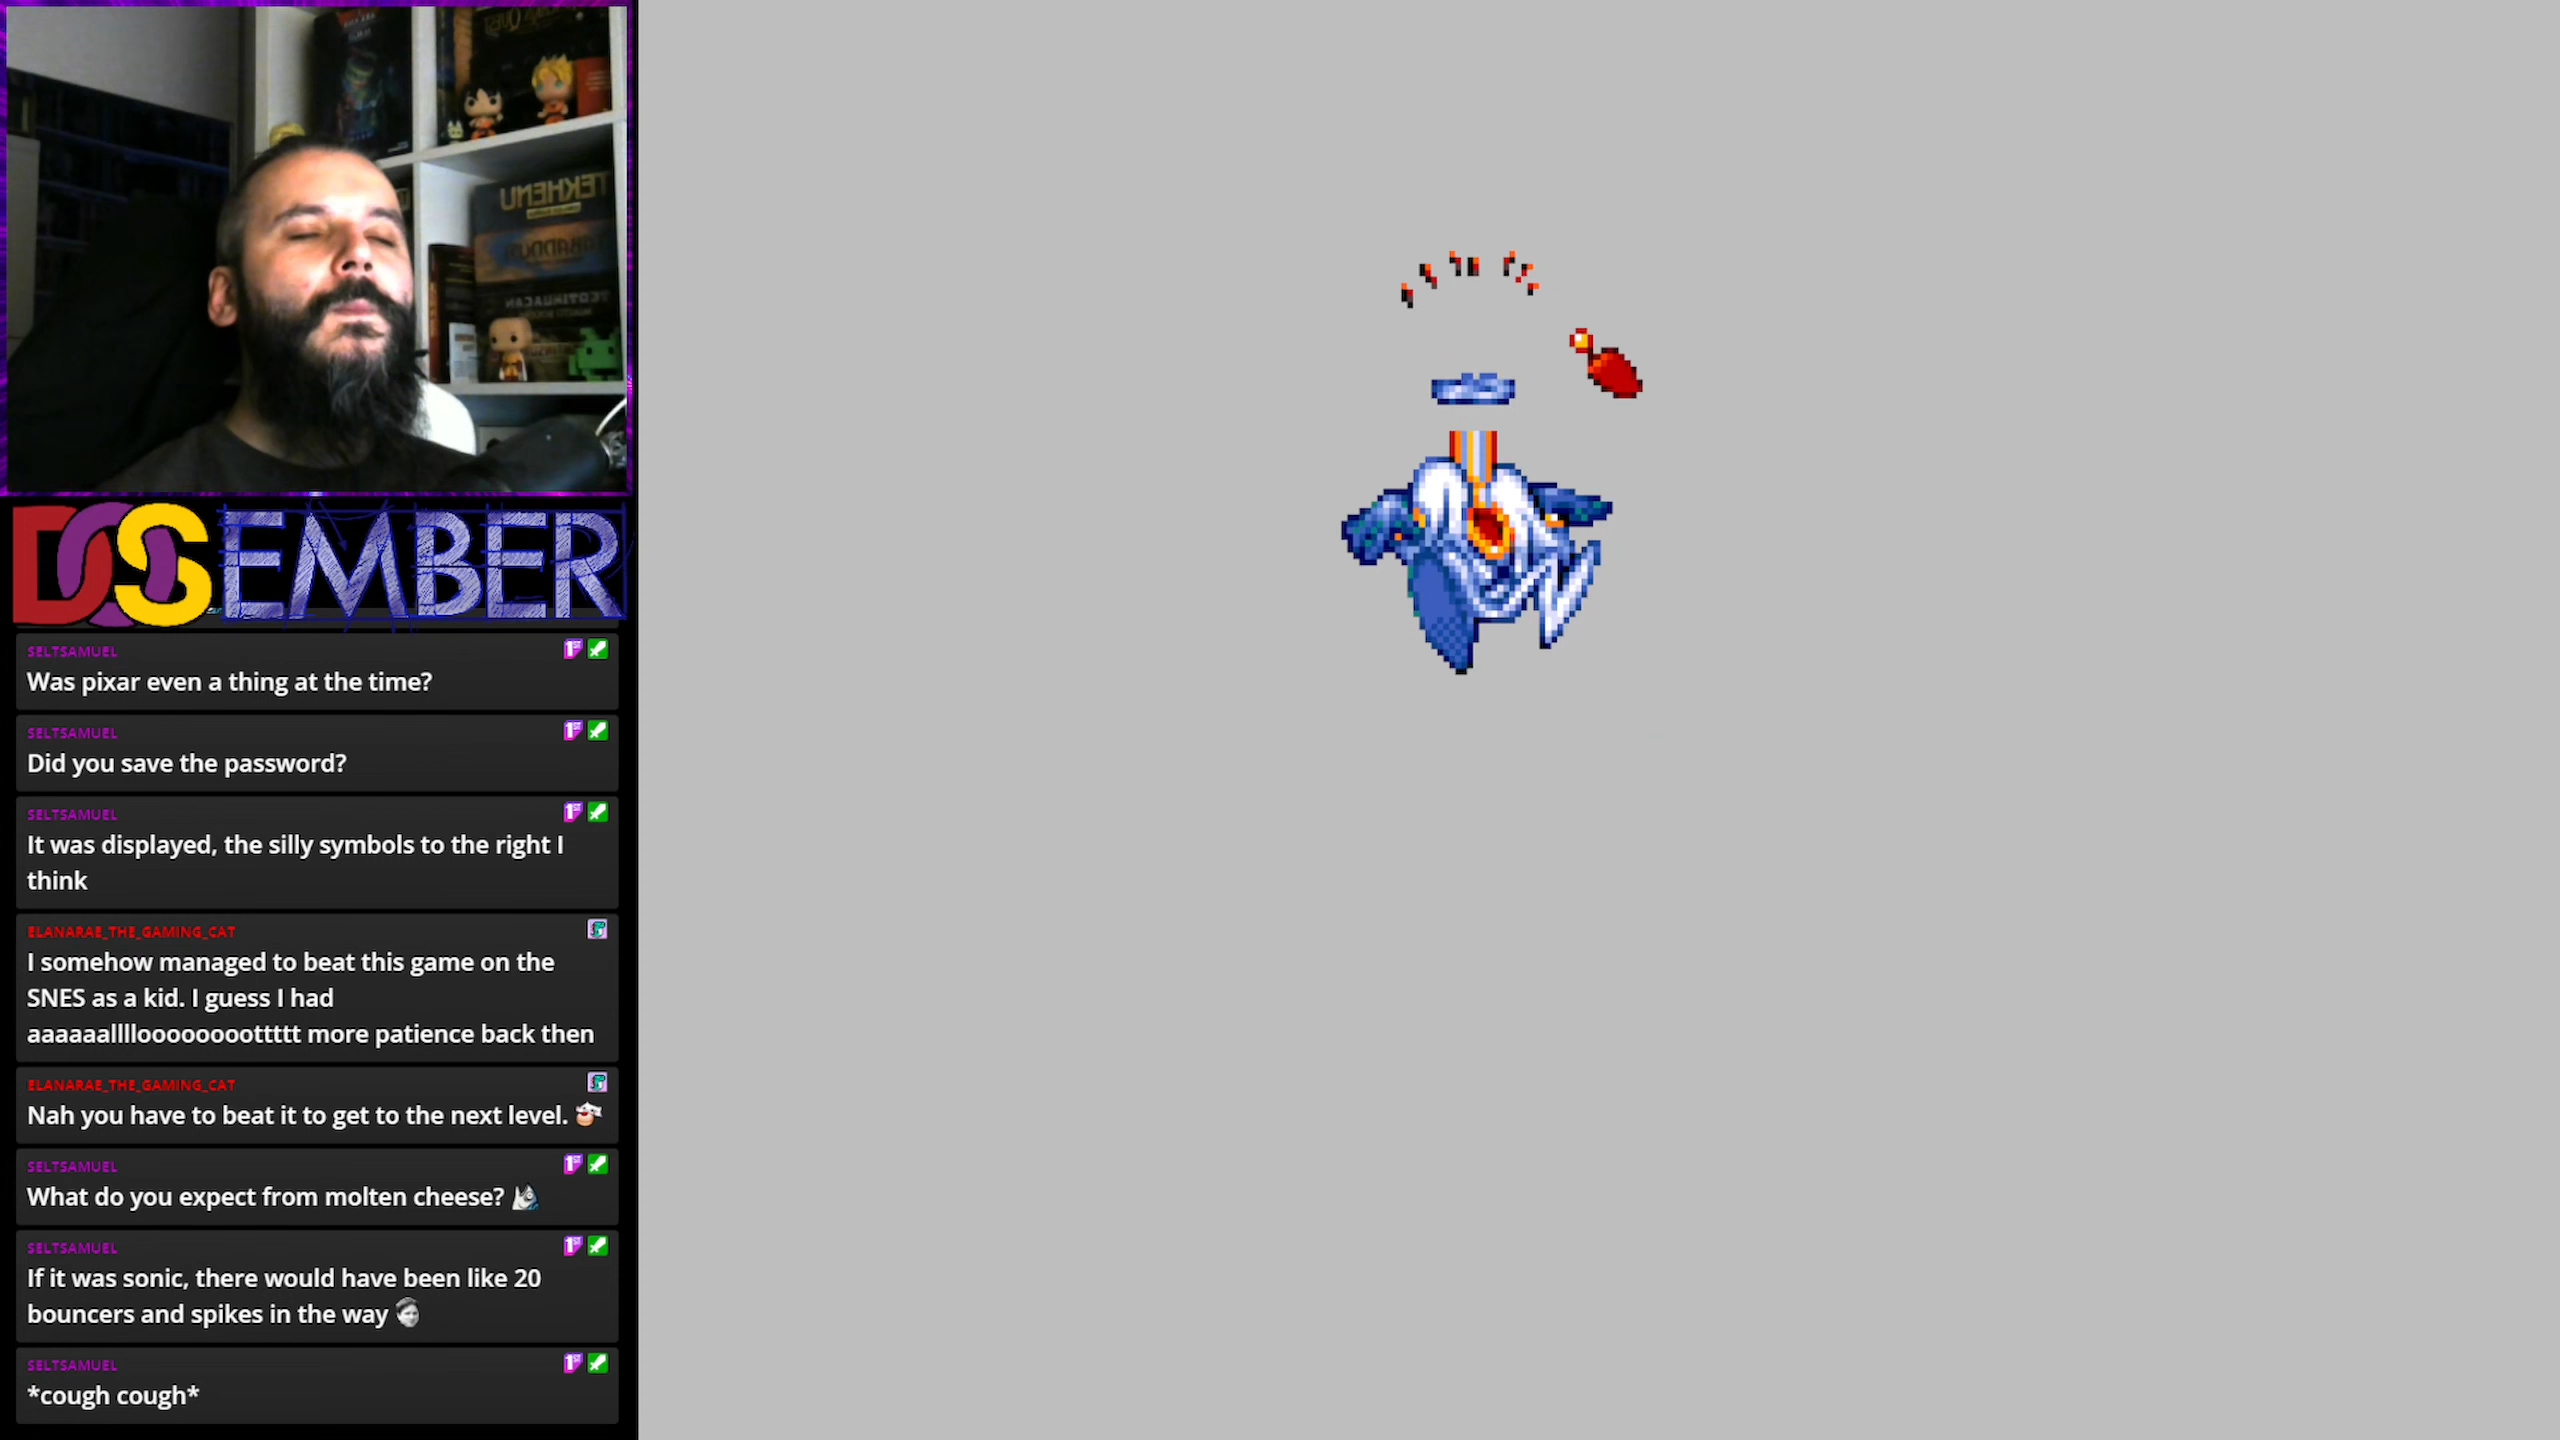 TEKHENU
TEOTIHUACAN
DOSEMBER
SELTSAMUEL
Was pixar even a thing at the time?
SELTSAMUEL
Did you save the password?
SELTSAMUEL
It was displayed, the silly symbols to the right I
think
ELANARAE_THE_GAMING_CAT
I somehow managed to beat this game on the
SNES as a kid. I guess I had
aaaaaalllloooooooottttt more patience back then
ELANARAE_THE_GAMING_CAT
Nah you have to beat it to get to the next level.
SELTSAMUEL
What do you expect from molten cheese?
SELTSAMUEL
If it was sonic, there would have been like 20
bouncers and spikes in the way
SELTSAMUEL
*cough cough*